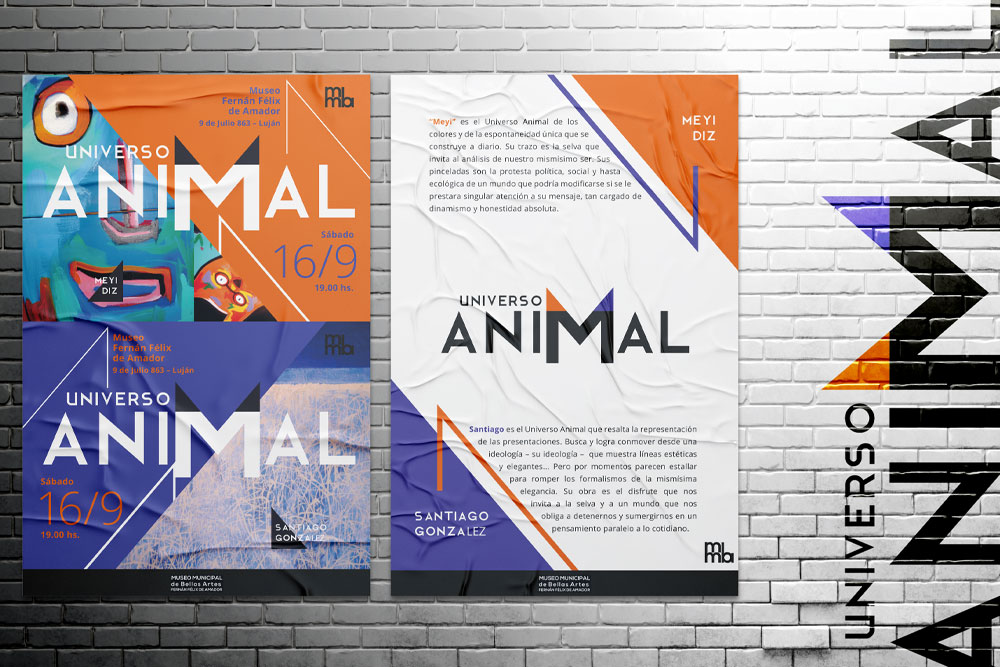 Museo
Fernán Félix
de Amador
9 de Julio 863 – Luján
mm
ba
UNIVERSO
ANIMAL
Sábado
16/9
19.00 hs.
MEYI
DIZ
Museo
Fernán Félix
de Amador
9 de Julio 863 – Luján
mm
ba
UNIVERSO
ANIMAL
Sábado
16/9
19.00 hs.
SANTIAGO
GONZALEZ
MUSEO MUNICIPAL
de Bellas Artes
FERNÁN FÉLIX DE AMADOR
"Meyi" es el Universo Animal de los
colores y de la espontaneidad única que se
construye a diario. Su trazo es la selva que
invita al análisis de nuestro mismísimo ser. Sus
pinceladas son la protesta política, social y hasta
ecológica de un mundo que podría modificarse si se le
prestara singular atención a su mensaje, tan cargado de
dinamismo y honestidad absoluta.
MEYI
DIZ
UNIVERSO
ANIMAL
Santiago es el Universo Animal que resalta la representación
de las presentaciones. Busca y logra conmover desde una
ideología – su ideología – que muestra líneas estéticas
y elegantes... Pero por momentos parecen estallar
para romper los formalismos de la mismísima
elegancia. Su obra es el disfrute que nos
invita a la selva y a un mundo que nos
obliga a detenernos y sumergirnos en un
pensamiento paralelo a lo cotidiano.
SANTIAGO
GONZALEZ
mm
ba
MUSEO MUNICIPAL
de Bellas Artes
FERNÁN FÉLIX DE AMADOR
UNIVERSO
ANIMAL